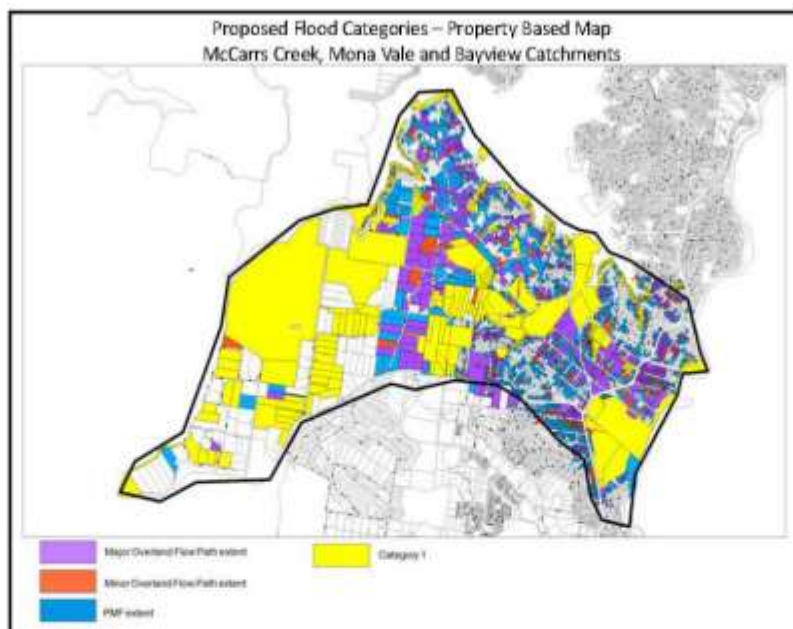 Proposed Flood Categories – Property Based Map
McCarrs Creek, Mona Vale and Bayview Catchments
Major Overland Flow Path extent
Category 1
Minor Overland Flow Path extent
PMF extent